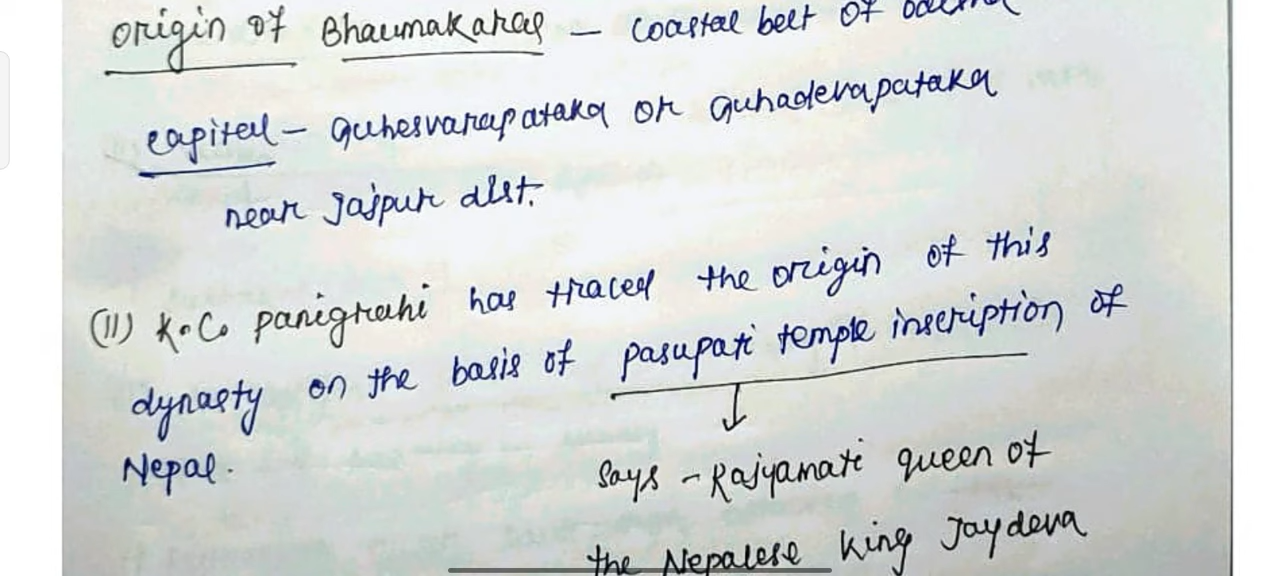 origin of Bhaumakaras – coastal belt of
capital – Guhesvarapataka or Guhadevapataka
near Jajpur dist.
(II) K.C. panigrahi has traced the origin of this
dynasty on the basis of pasupati temple inscription of
Nepal.
↓
Says – Rajyamati queen of
the Nepalese King Jaydeva